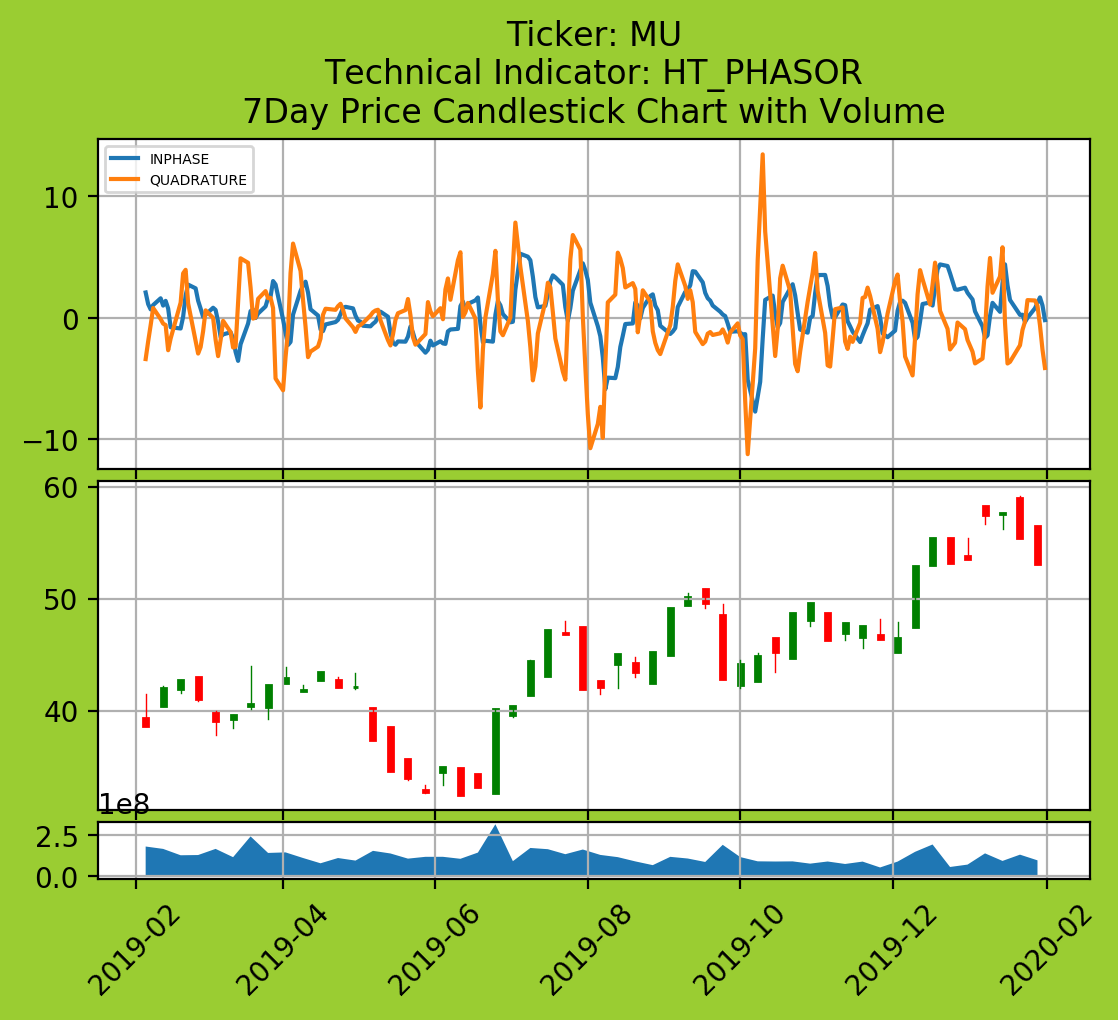 Ticker: MU
Technical Indicator: HT_PHASOR
7Day Price Candlestick Chart with Volume
INPHASE
QUADRATURE
10
0
−10
60
50
40
1e8
2.5
0.0
2019-02
2019-04
2019-06
2019-08
2019-10
2019-12
2020-02